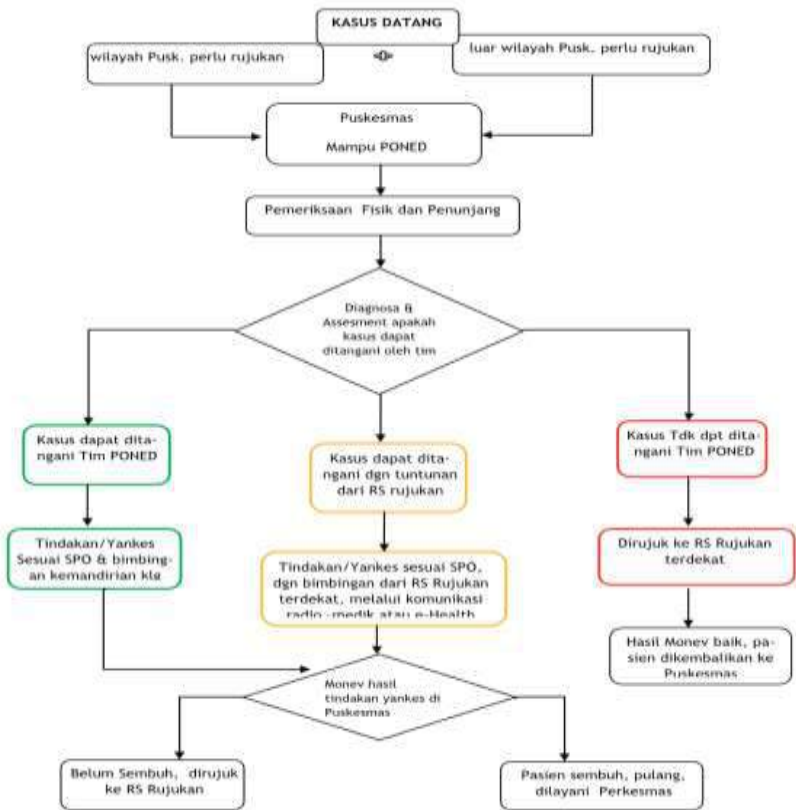 KASUS DATANG
wilayah Pusk. perlu rujukan
luar wilayah Pusk. perlu rujukan
Puskesmas
Mampu PONED
Pemeriksaan Fisik dan Penunjang
Diagnosa &
Assesment apakah
kasus dapat
ditangani oleh tim
Kasus dapat dita-
ngani Tim PONED
Kasus dapat dita-
ngani dgn tuntunan
dari RS rujukan
Kasus Tdk dpt dita-
ngani Tim PONED
Tindakan/Yankes
Sesuai SPO & bimbing-
an kemandirian klg
Tindakan/Yankes sesuai SPO,
dgn bimbingan dari RS Rujukan
terdekat, melalui komunikasi
radio -medik atau e-Health
Dirujuk ke RS Rujukan
terdekat
Hasil Monev baik, pa-
sien dikembalikan ke
Puskesmas
Monev hasil
tindakan yankes di
Puskesmas
Belum Sembuh, dirujuk
ke RS Rujukan
Pasien sembuh, pulang,
dilayani Perkesmas